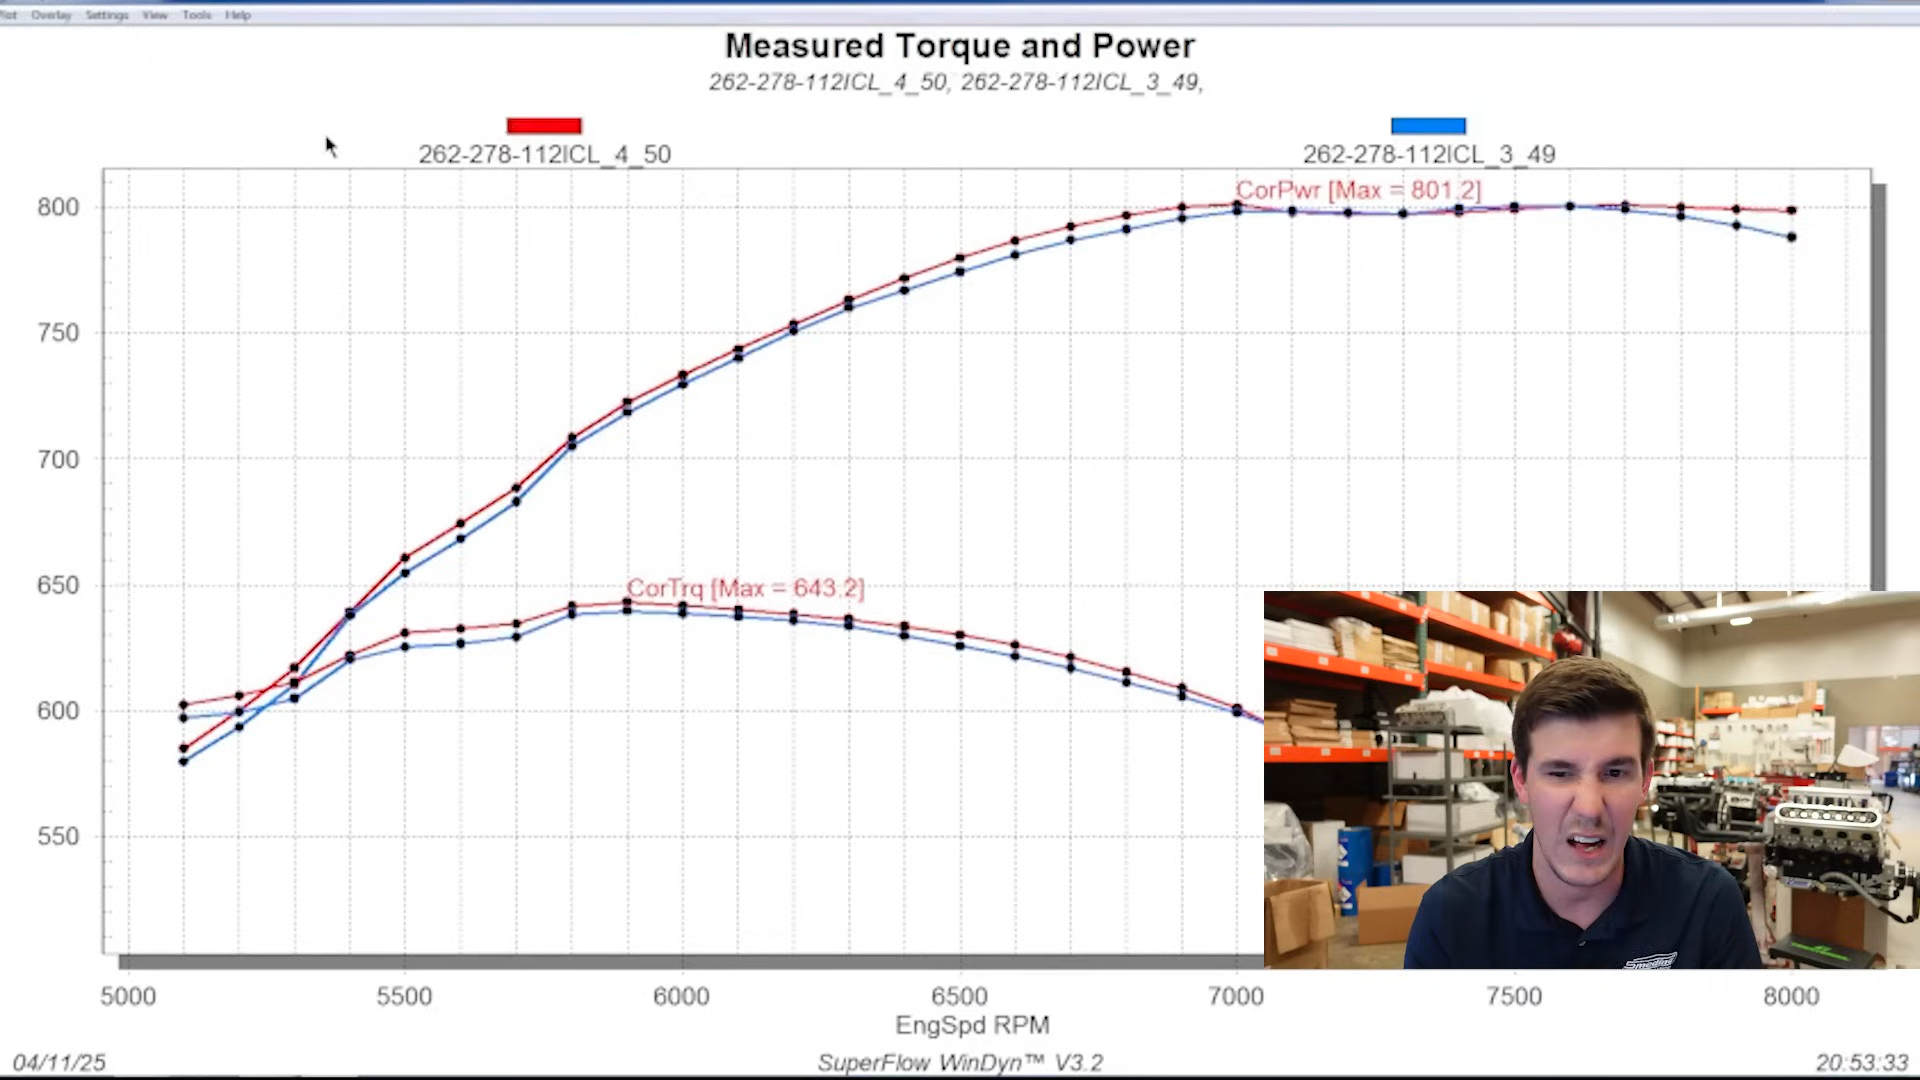 Plot Overlay Settings View Tools Help
Measured Torque and Power
262-278-112ICL_4_50, 262-278-112ICL_3_49,
262-278-112ICL_4_50
262-278-112ICL_3_49
CorPwr [Max = 801.2]
800
750
700
650
CorTrq [Max = 643.2]
600
550
Smeding
5000 5500 6000 6500 7000 7500 8000
EngSpd RPM
04/11/25
SuperFlow WinDyn™ V3.2
20:53:33